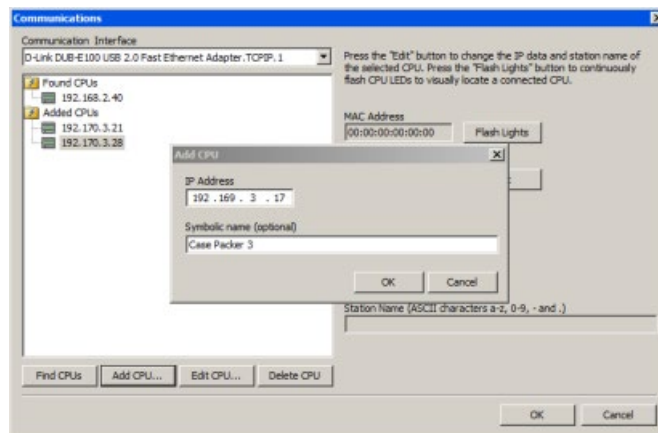 Communications
Communication Interface
D-Link DUB-E100 USB 2.0 Fast Ethernet Adapter.TCPIP.1
Found CPUs
192.168.2.40
Added CPUs
192.170.3.21
192.170.3.28
Press the "Edit" button to change the IP data and station name of
the selected CPU. Press the "Flash Lights" button to continuously
flash CPU LEDs to visually locate a connected CPU.
MAC Address
00:00:00:00:00:00
Flash Lights
Add CPU
IP Address
192 .169 . 3 . 17
Symbolic name (optional)
Case Packer 3
OK
Cancel
Station Name (ASCII characters a-z, 0-9, - and .)
Find CPUs
Add CPU...
Edit CPU...
Delete CPU
OK
Cancel